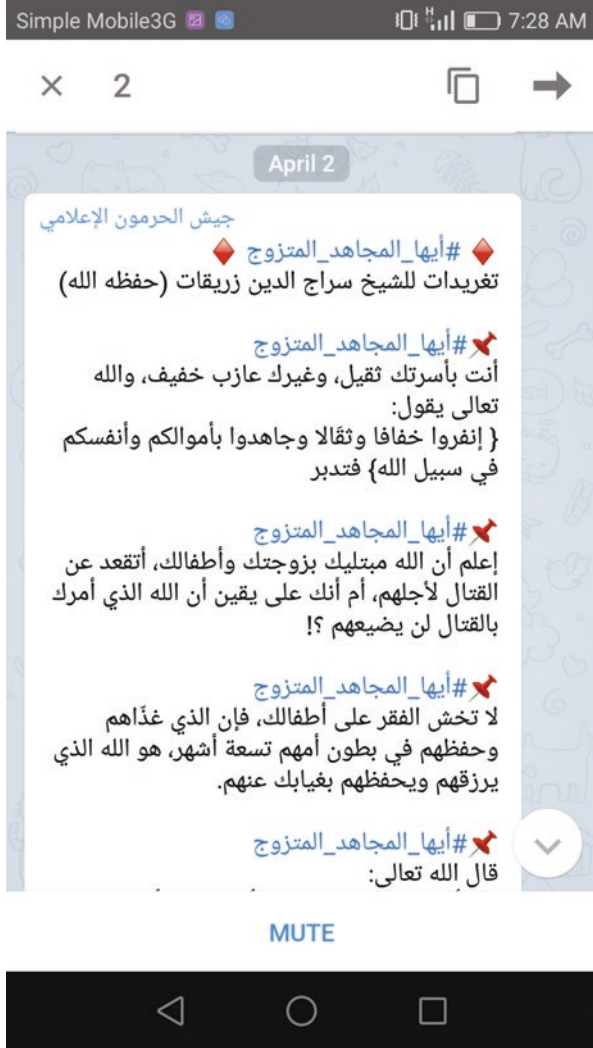 Simple Mobile3G 7:28 AM
2
April 2
جيش الحرمون الإعلامي
#أيها_المجاهد_المتزوج
تغريدات للشيخ سراج الدين زريقات (حفظه الله)
#أيها_المجاهد_المتزوج
أنت بأسرتك ثقيل، وغيرك عازب خفيف، والله
تعالى يقول:
{ إنفروا خفافا وثقَالا وجاهدوا بأموالكم وأنفسكم
في سبيل الله} فتدبر
#أيها_المجاهد_المتزوج
إعلم أن الله مبتليك بزوجتك وأطفالك، أتقعد عن
القتال لأجلهم، أم أنك على يقين أن الله الذي أمرك
بالقتال لن يضيعهم ؟!
#أيها_المجاهد_المتزوج
لا تخش الفقر على أطفالك، فإن الذي غذّاهم
وحفظهم في بطون أمهم تسعة أشهر، هو الله الذي
يرزقهم ويحفظهم بغيابك عنهم.
#أيها_المجاهد_المتزوج
قال الله تعالى:
MUTE